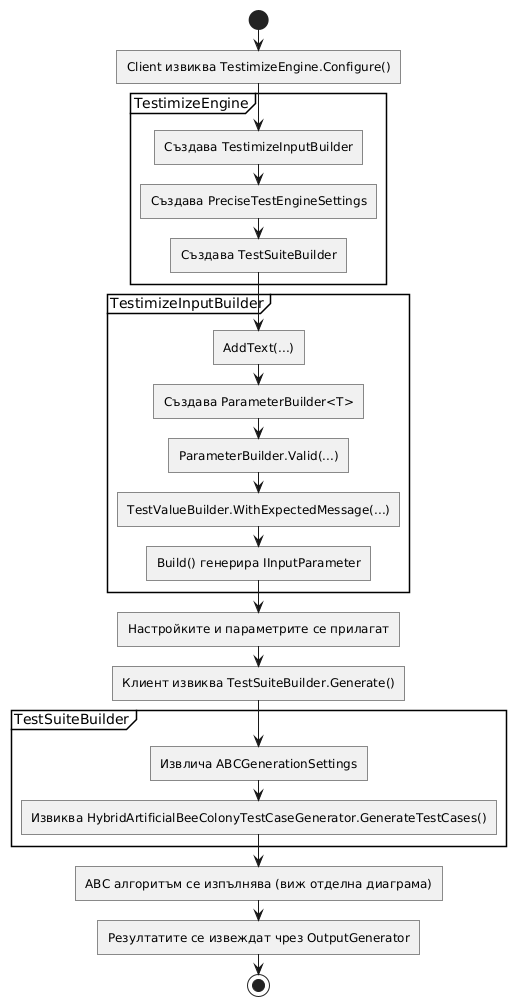 Client извиква TestimizeEngine.Configure()
TestimizeEngine
Създава TestimizeInputBuilder
Създава PreciseTestEngineSettings
Създава TestSuiteBuilder
TestimizeInputBuilder
AddText(...)
Създава ParameterBuilder<T>
ParameterBuilder.Valid(...)
TestValueBuilder.WithExpectedMessage(...)
Build() генерира IInputParameter
Настройките и параметрите се прилагат
Клиент извиква TestSuiteBuilder.Generate()
TestSuiteBuilder
Извлича ABCGenerationSettings
Извиква HybridArtificialBeeColonyTestCaseGenerator.GenerateTestCases()
ABC алгоритъм се изпълнява (виж отделна диаграма)
Резултатите се извеждат чрез OutputGenerator